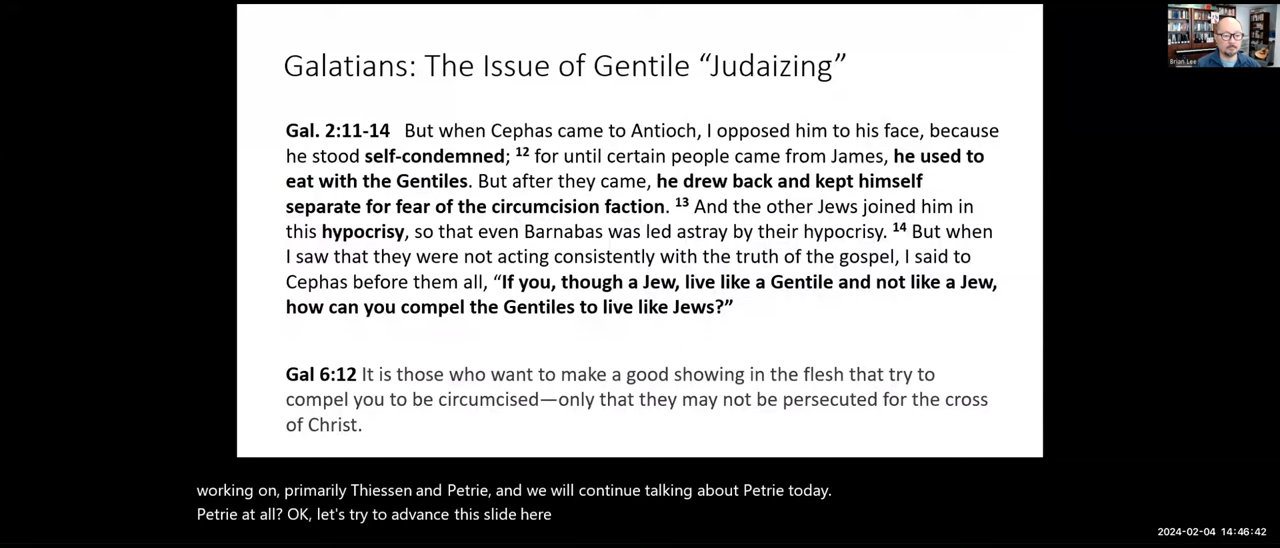 Galatians: The Issue of Gentile “Judaizing”
Gal. 2:11-14 But when Cephas came to Antioch, I opposed him to his face, because
he stood self-condemned; 12 for until certain people came from James, he used to
eat with the Gentiles. But after they came, he drew back and kept himself
separate for fear of the circumcision faction. 13 And the other Jews joined him in
this hypocrisy, so that even Barnabas was led astray by their hypocrisy. 14 But when
I saw that they were not acting consistently with the truth of the gospel, I said to
Cephas before them all, “If you, though a Jew, live like a Gentile and not like a Jew,
how can you compel the Gentiles to live like Jews?”
Gal 6:12 It is those who want to make a good showing in the flesh that try to
compel you to be circumcised—only that they may not be persecuted for the cross
of Christ.
Brian Lee
working on, primarily Thiessen and Petrie, and we will continue talking about Petrie today.
Petrie at all? OK, let's try to advance this slide here
2024-02-04 14:46:42